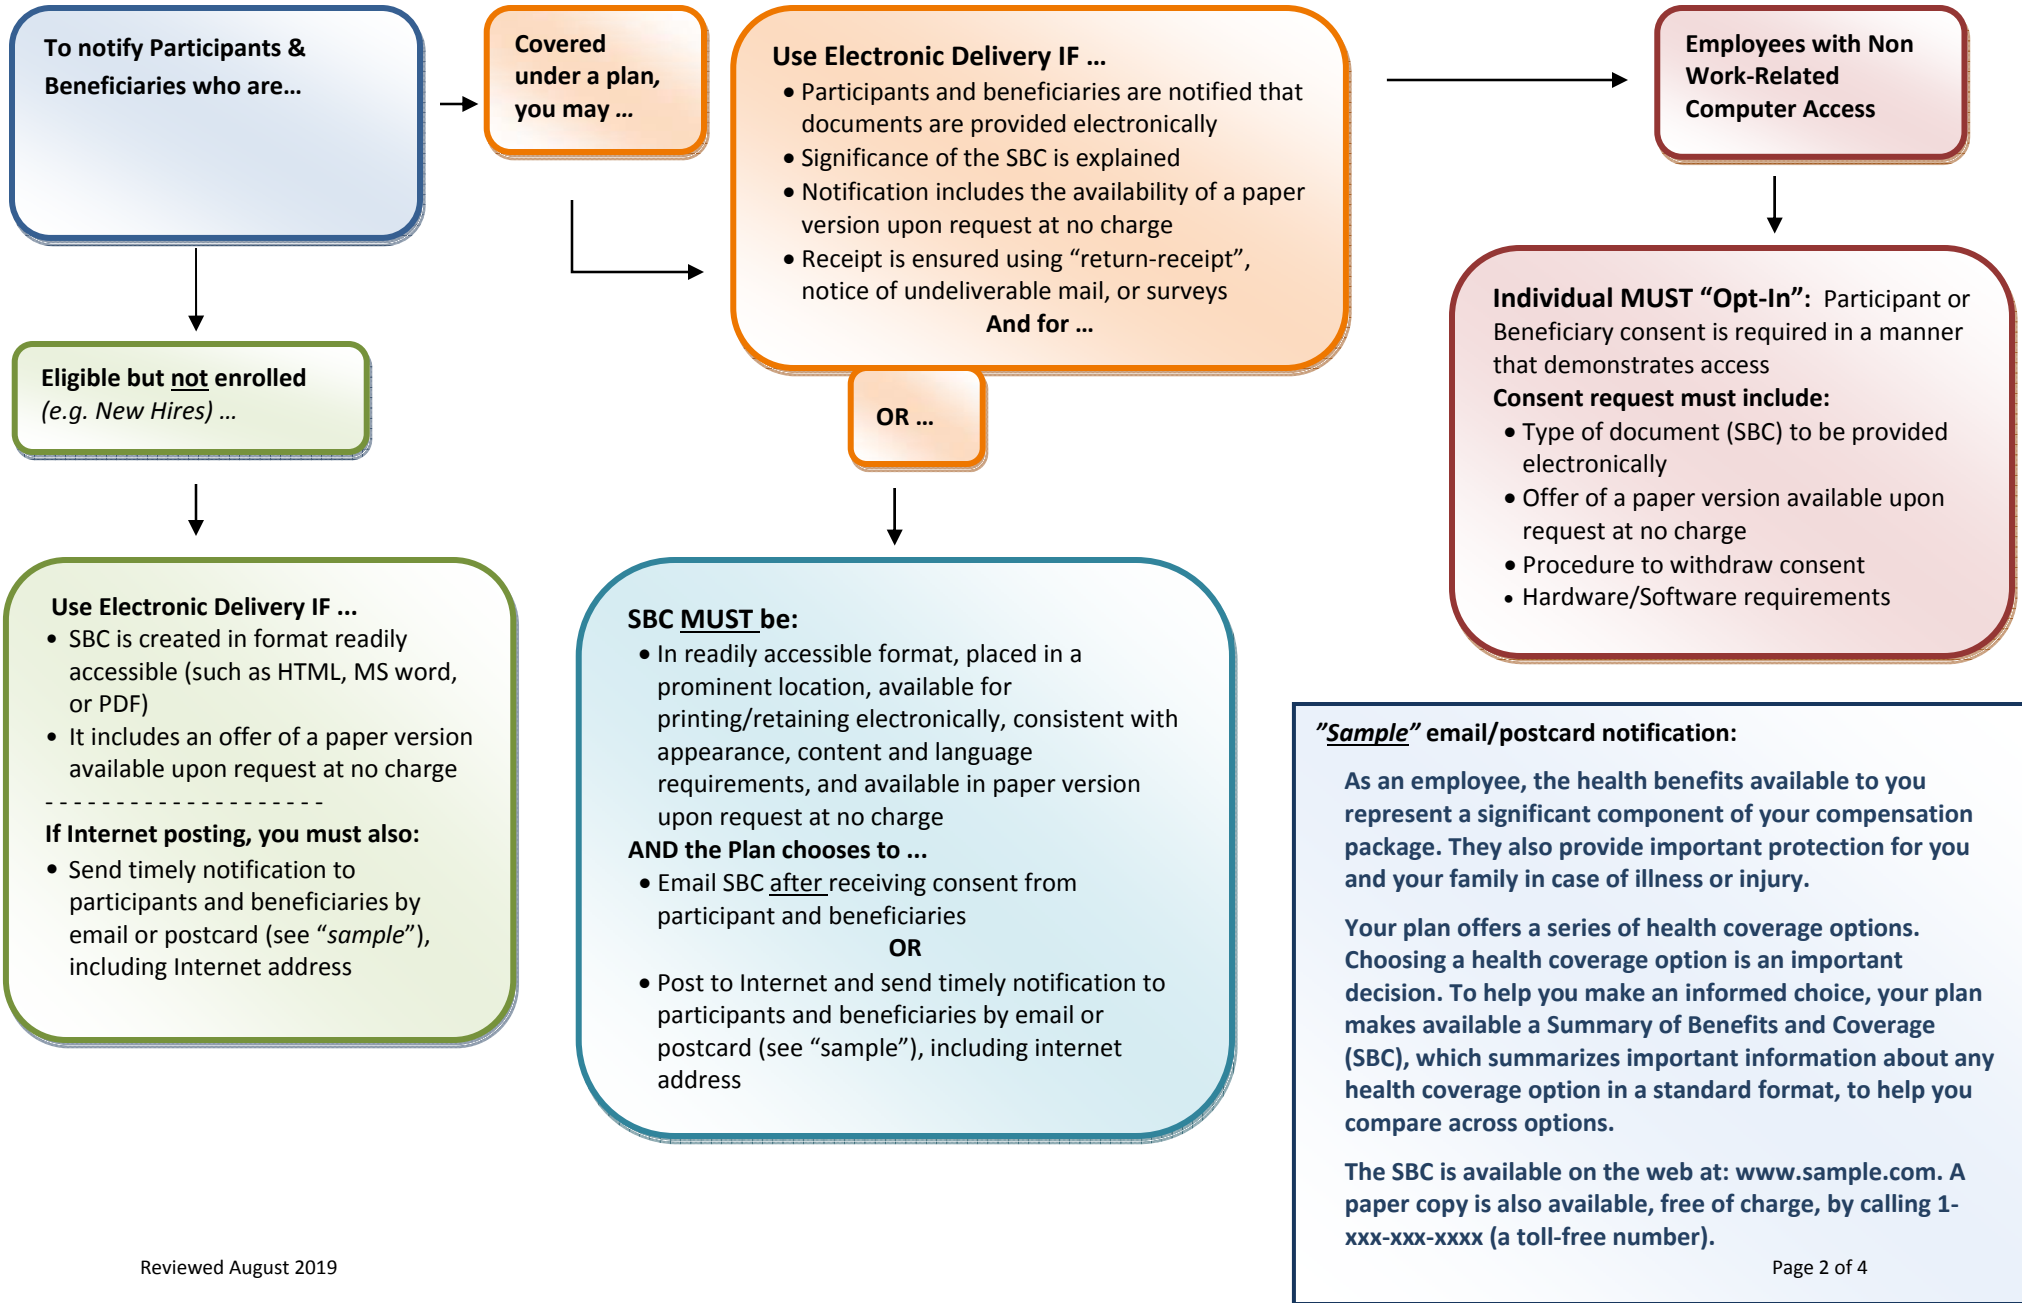 To notify Participants &
Beneficiaries who are…
Covered
under a plan,
you may …
Use Electronic Delivery IF …
• Participants and beneficiaries are notified that
documents are provided electronically
• Significance of the SBC is explained
• Notification includes the availability of a paper
version upon request at no charge
• Receipt is ensured using “return-receipt”,
notice of undeliverable mail, or surveys
And for …
Employees with Non
Work-Related
Computer Access
Individual MUST “Opt-In”: Participant or
Beneficiary consent is required in a manner
that demonstrates access
Consent request must include:
• Type of document (SBC) to be provided
electronically
• Offer of a paper version available upon
request at no charge
• Procedure to withdraw consent
• Hardware/Software requirements
Eligible but not enrolled
(e.g. New Hires) …
OR …
Use Electronic Delivery IF ...
• SBC is created in format readily
accessible (such as HTML, MS word,
or PDF)
• It includes an offer of a paper version
available upon request at no charge
- - - - - - - - - - - - - - - - - - - -
If Internet posting, you must also:
• Send timely notification to
participants and beneficiaries by
email or postcard (see “sample”),
including Internet address
SBC MUST be:
• In readily accessible format, placed in a
prominent location, available for
printing/retaining electronically, consistent with
appearance, content and language
requirements, and available in paper version
upon request at no charge
AND the Plan chooses to ...
• Email SBC after receiving consent from
participant and beneficiaries
OR
• Post to Internet and send timely notification to
participants and beneficiaries by email or
postcard (see “sample”), including internet
address
”Sample” email/postcard notification:
As an employee, the health benefits available to you
represent a significant component of your compensation
package. They also provide important protection for you
and your family in case of illness or injury.
Your plan offers a series of health coverage options.
Choosing a health coverage option is an important
decision. To help you make an informed choice, your plan
makes available a Summary of Benefits and Coverage
(SBC), which summarizes important information about any
health coverage option in a standard format, to help you
compare across options.
The SBC is available on the web at: www.sample.com. A
paper copy is also available, free of charge, by calling 1-
xxx-xxx-xxxx (a toll-free number).
Reviewed August 2019
Page 2 of 4